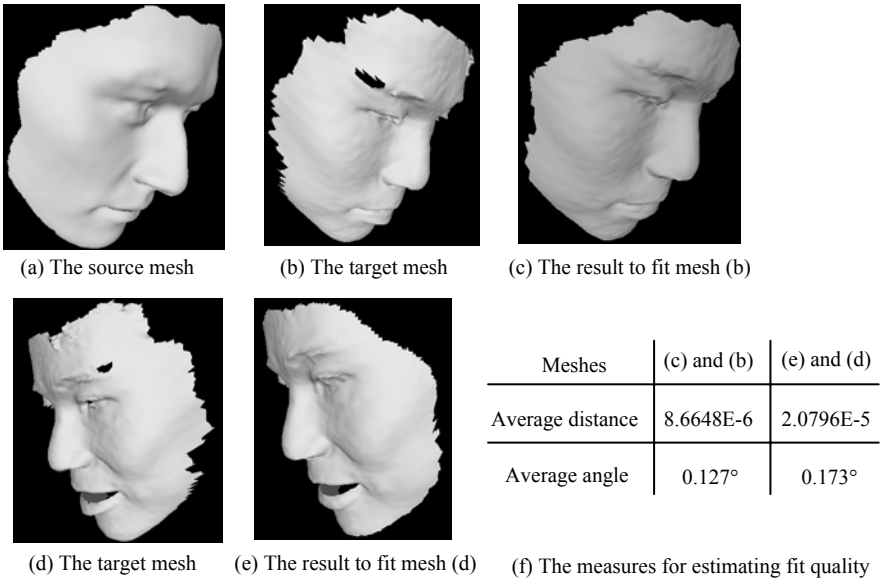 (a) The source mesh
(b) The target mesh
(c) The result to fit mesh (b)
Meshes (c) and (b) (e) and (d)
Average distance 8.6648E-6 2.0796E-5
Average angle 0.127° 0.173°
(d) The target mesh
(e) The result to fit mesh (d)
(f) The measures for estimating fit quality